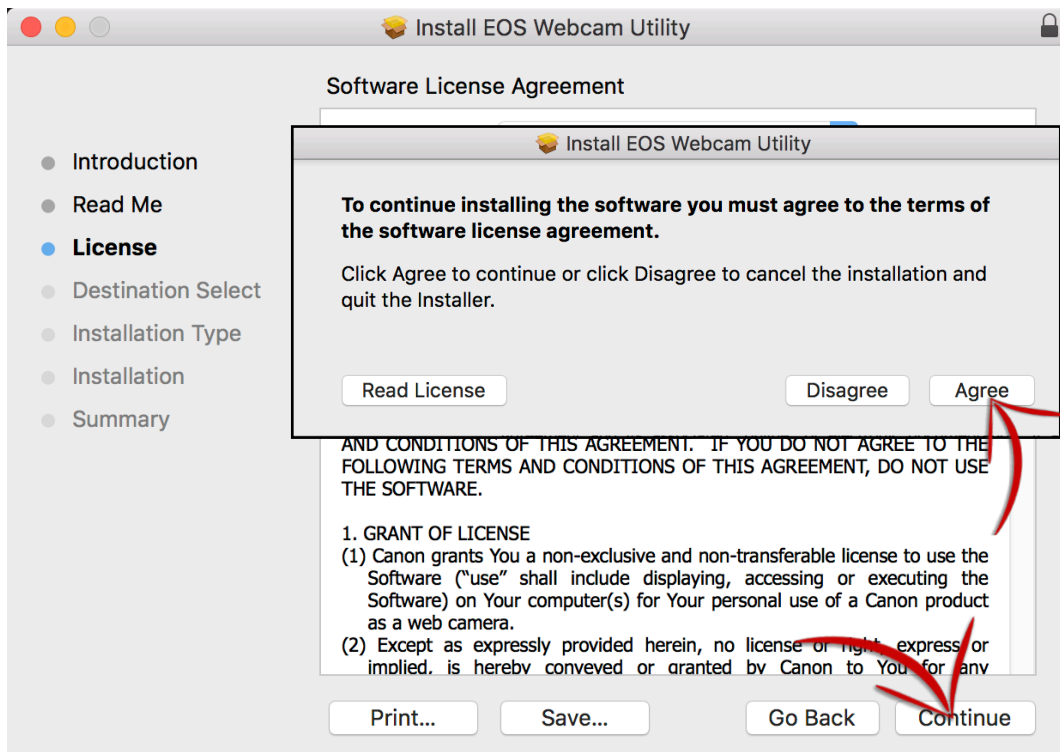 Install EOS Webcam Utility
Software License Agreement
Introduction
Read Me
License
Destination Select
Installation Type
Installation
Summary
Install EOS Webcam Utility
To continue installing the software you must agree to the terms of
the software license agreement.
Click Agree to continue or click Disagree to cancel the installation and
quit the Installer.
Read License
Disagree
Agree
AND CONDITIONS OF THIS AGREEMENT. IF YOU DO NOT AGREE TO THE
FOLLOWING TERMS AND CONDITIONS OF THIS AGREEMENT, DO NOT USE
THE SOFTWARE.
1. GRANT OF LICENSE
(1) Canon grants You a non-exclusive and non-transferable license to use the
Software ("use" shall include displaying, accessing or executing the
Software) on Your computer(s) for Your personal use of a Canon product
as a web camera.
(2) Except as expressly provided herein, no license or right, express or
implied, is hereby conveyed or granted by Canon to You for any
Print...
Save...
Go Back
Continue